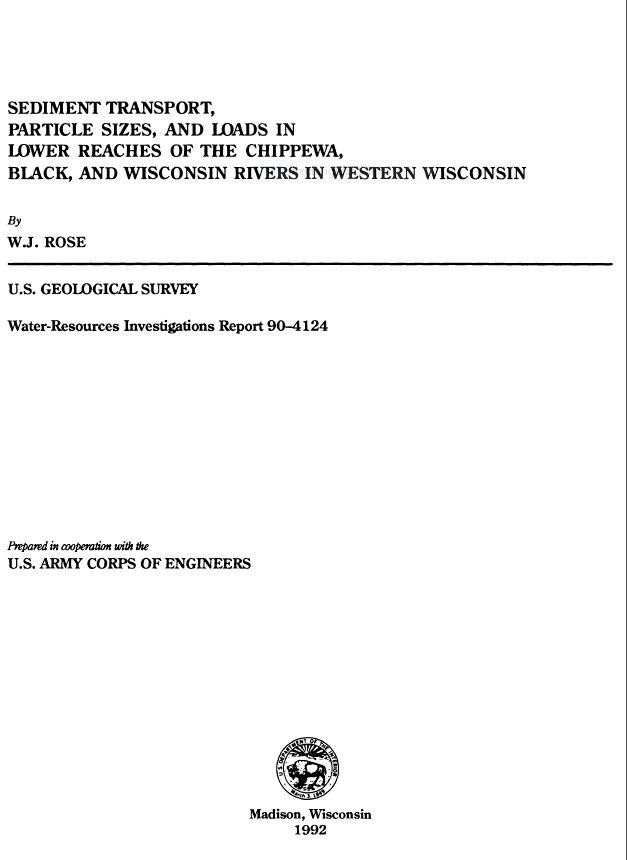 SEDIMENT TRANSPORT,
PARTICLE SIZES, AND LOADS IN
LOWER REACHES OF THE CHIPPEWA,
BLACK, AND WISCONSIN RIVERS IN WESTERN WISCONSIN
By
W.J. ROSE
U.S. GEOLOGICAL SURVEY
Water-Resources Investigations Report 90–4124
Prepared in cooperation with the
U.S. ARMY CORPS OF ENGINEERS
U.S. DEPARTMENT OF THE INTERIOR
March 3, 1849
Madison, Wisconsin
1992